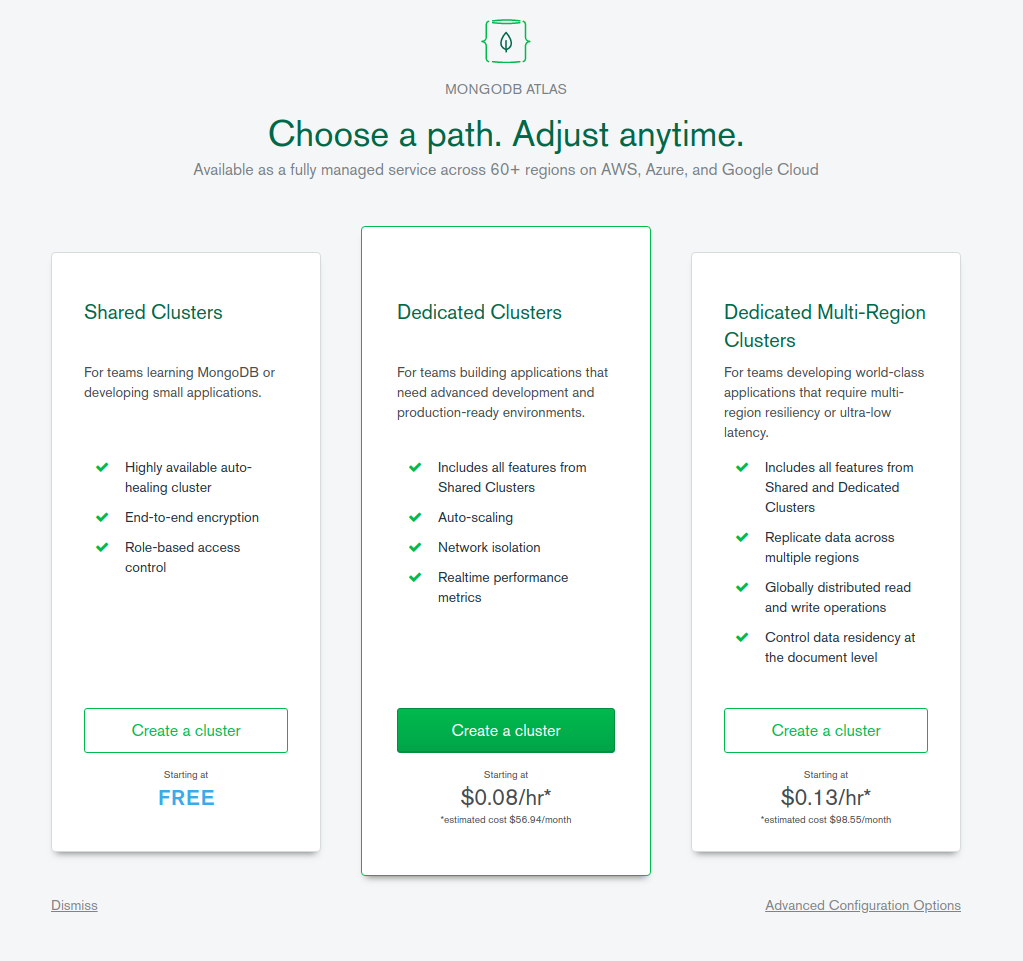 MONGODB ATLAS
Choose a path. Adjust anytime.
Available as a fully managed service across 60+ regions on AWS, Azure, and Google Cloud
Shared Clusters
For teams learning MongoDB or
developing small applications.
Highly available auto-
healing cluster
End-to-end encryption
Role-based access
control
Create a cluster
Starting at
FREE
Dedicated Clusters
For teams building applications that
need advanced development and
production-ready environments.
Includes all features from
Shared Clusters
Auto-scaling
Network isolation
Realtime performance
metrics
Create a cluster
Starting at
$0.08/hr*
*estimated cost $56.94/month
Dedicated Multi-Region
Clusters
For teams developing world-class
applications that require multi-
region resiliency or ultra-low
latency.
Includes all features from
Shared and Dedicated
Clusters
Replicate data across
multiple regions
Globally distributed read
and write operations
Control data residency at
the document level
Create a cluster
Starting at
$0.13/hr*
*estimated cost $98.55/month
Dismiss
Advanced Configuration Options